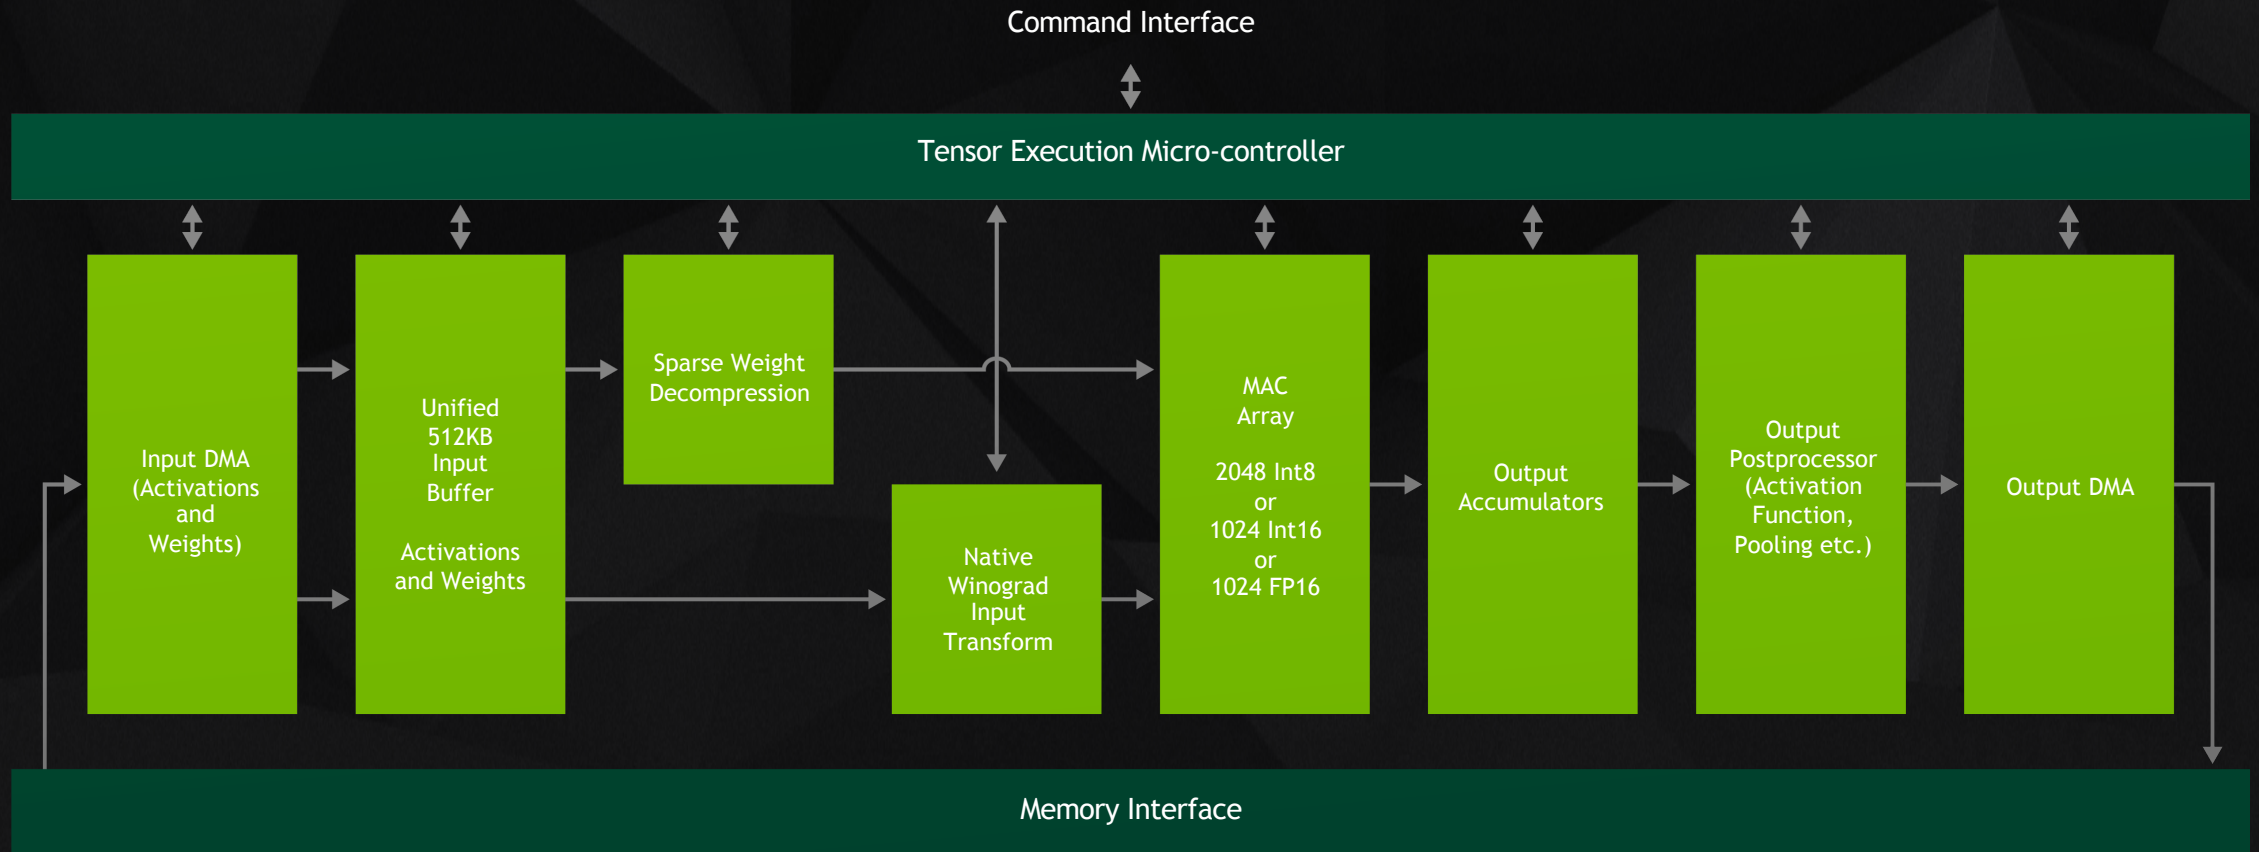 Command Interface
Tensor Execution Micro-controller
Input DMA
(Activations
and
Weights)
Unified
512KB
Input
Buffer
Activations
and Weights
Sparse Weight
Decompression
Native
Winograd
Input
Transform
MAC
Array
2048 Int8
or
1024 Int16
or
1024 FP16
Output
Accumulators
Output
Postprocessor
(Activation
Function,
Pooling etc.)
Output DMA
Memory Interface